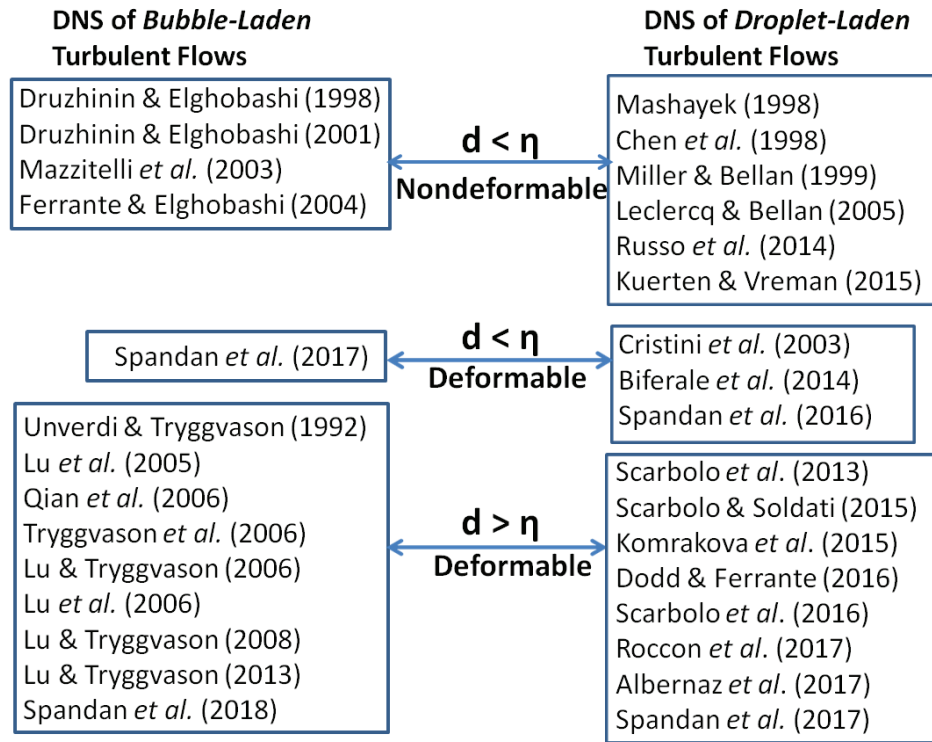 DNS of Bubble-Laden
Turbulent Flows
Druzhinin & Elghobashi (1998)
Druzhinin & Elghobashi (2001)
Mazzitelli et al. (2003)
Ferrante & Elghobashi (2004)
d < η
Nondeformable
DNS of Droplet-Laden
Turbulent Flows
Mashayek (1998)
Chen et al. (1998)
Miller & Bellan (1999)
Leclercq & Bellan (2005)
Russo et al. (2014)
Kuerten & Vreman (2015)
Spandan et al. (2017)
d < η
Deformable
Cristini et al. (2003)
Biferale et al. (2014)
Spandan et al. (2016)
Unverdi & Tryggvason (1992)
Lu et al. (2005)
Qian et al. (2006)
Tryggvason et al. (2006)
Lu & Tryggvason (2006)
Lu et al. (2006)
Lu & Tryggvason (2008)
Lu & Tryggvason (2013)
Spandan et al. (2018)
d > η
Deformable
Scarbolo et al. (2013)
Scarbolo & Soldati (2015)
Komrakova et al. (2015)
Dodd & Ferrante (2016)
Scarbolo et al. (2016)
Roccon et al. (2017)
Albernaz et al. (2017)
Spandan et al. (2017)